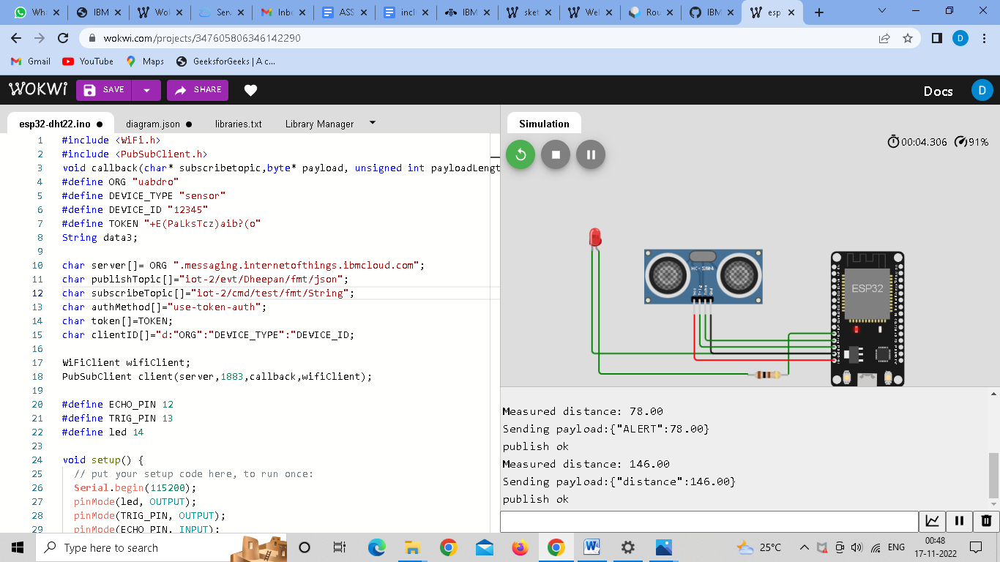 Wha
IBM
Wok
Serv
Inbo
ASS
incl
IBM
ket
Wel
Rou
IBM
esp
wokwi.com/projects/347605806346142290
D
Gmail
YouTube
Maps
GeeksforGeeks | A c...
WOKWi
SAVE
SHARE
Docs
D
esp32-dht22.ino
diagram.json
libraries.txt
Library Manager
Simulation
1 #include <WiFi.h>
2 #include <PubSubClient.h>
3 void callback(char* subscribetopic,byte* payload, unsigned int payloadLengt
4 #define ORG "uabdro"
5 #define DEVICE_TYPE "sensor"
6 #define DEVICE_ID "12345"
7 #define TOKEN "+E(PaLksTcz)aib?(o"
8 String data3;
9
10 char server[]= ORG ".messaging.internetofthings.ibmcloud.com";
11 char publishTopic[]="iot-2/evt/Dheepan/fmt/json";
12 char subscribeTopic[]="iot-2/cmd/test/fmt/String";
13 char authMethod[]="use-token-auth";
14 char token[]=TOKEN;
15 char clientID[]="d:"ORG":"DEVICE_TYPE":"DEVICE_ID;
16
17 WiFiClient wifiClient;
18 PubSubClient client(server,1883,callback,wifiClient);
19
20 #define ECHO_PIN 12
21 #define TRIG_PIN 13
22 #define led 14
23
24 void setup() {
25 // put your setup code here, to run once:
26 Serial.begin(115200);
27 pinMode(led, OUTPUT);
28 pinMode(TRIG_PIN, OUTPUT);
29 pinMode(ECHO_PIN, INPUT);
00:04.306
91%
HC-SR04
ESP32
Measured distance: 78.00
Sending payload:{"ALERT":78.00}
publish ok
Measured distance: 146.00
Sending payload:{"distance":146.00}
publish ok
Type here to search
25°C
ENG
00:48
17-11-2022